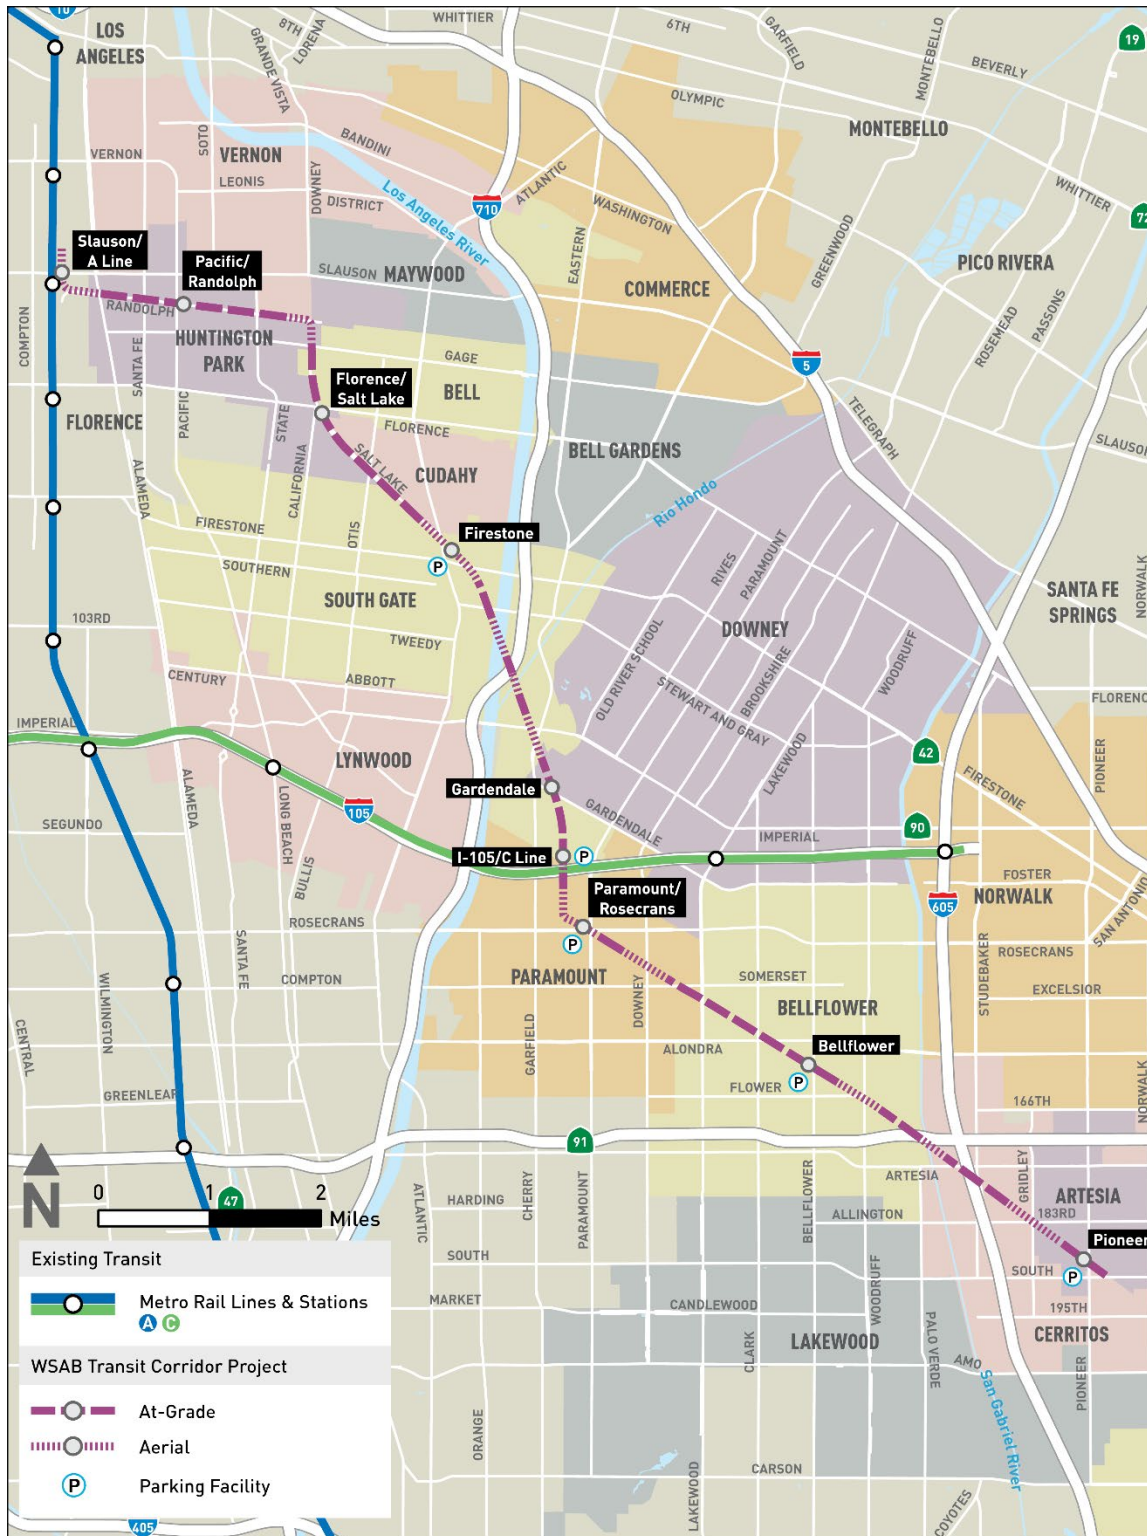 10
LOS
ANGELES
8TH
LORENA
GRANDE VISTA
WHITTIER
6TH
GARFIELD
MONTEBELLO
BEVERLY
19
OLYMPIC
MONTEBELLO
BANDINI
SOTO
VERNON
VERNON
LEONIS
DOWNEY
DISTRICT
Los Angeles River
710
ATLANTIC
WASHINGTON
EASTERN
GREENWOOD
WHITTIER
72
Slauson/
A Line
Pacific/
Randolph
SLAUSON
MAYWOOD
COMMERCE
PICO RIVERA
ROSEMEAD
PASSONS
RANDOLPH
HUNTINGTON
PARK
COMPTON
SANTA FE
PACIFIC
GAGE
BELL
5
Florence/
Salt Lake
FLORENCE
STATE
CALIFORNIA
FLORENCE
SALT LAKE
CUDAHY
BELL GARDENS
TELEGRAPH
SLAUSON
Rio Hondo
ALAMEDA
FIRESTONE
OTIS
Firestone
P
SOUTHERN
SOUTH GATE
TWEEDY
103RD
RIVES
PARAMOUNT
DOWNEY
OLD RIVER SCHOOL
BROOKSHIRE
WOODRUFF
STEWART AND GRAY
LAKEWOOD
SANTA FE
SPRINGS
NORWALK
CENTURY
ABBOTT
FLORENC
IMPERIAL
LYNWOOD
105
ALAMEDA
LONG BEACH
BULLIS
SEGUNDO
Gardendale
GARDENDALE
IMPERIAL
42
90
FIRESTONE
PIONEER
I-105/C Line
P
Paramount/
Rosecrans
P
FOSTER
NORWALK
605
SAN ANTONIO
ROSECRANS
ROSECRANS
STUDEBAKER
EXCELSIOR
SANTA FE
COMPTON
WILMINGTON
CENTRAL
PARAMOUNT
GARFIELD
DOWNEY
SOMERSET
BELLFLOWER
ALONDRA
Bellflower
P
FLOWER
GREENLEAF
166TH
NORWALK
91
ARTESIA
GRIDLEY
ARTESIA
183RD
ALLINGTON
Pioneer
P
N
0
1
2
Miles
47
ATLANTIC
HARDING
CHERRY
PARAMOUNT
BELLFLOWER
SOUTH
SOUTH
MARKET
CANDLEWOOD
CLARK
LAKEWOOD
WOODRUFF
PALO VERDE
195TH
CERRITOS
AMO
PIONEER
San Gabriel River
ORANGE
LAKEWOOD
CARSON
COYOTES
Existing Transit
Metro Rail Lines & Stations
A C
WSAB Transit Corridor Project
At-Grade
Aerial
P Parking Facility
405